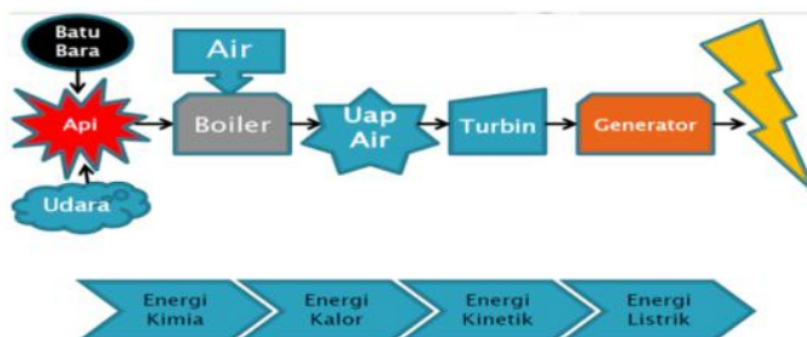 Batu
Bara
Air
Api
Boiler
Uap
Air
Turbin
Generator
Udara
Energi
Kimia
Energi
Kalor
Energi
Kinetik
Energi
Listrik